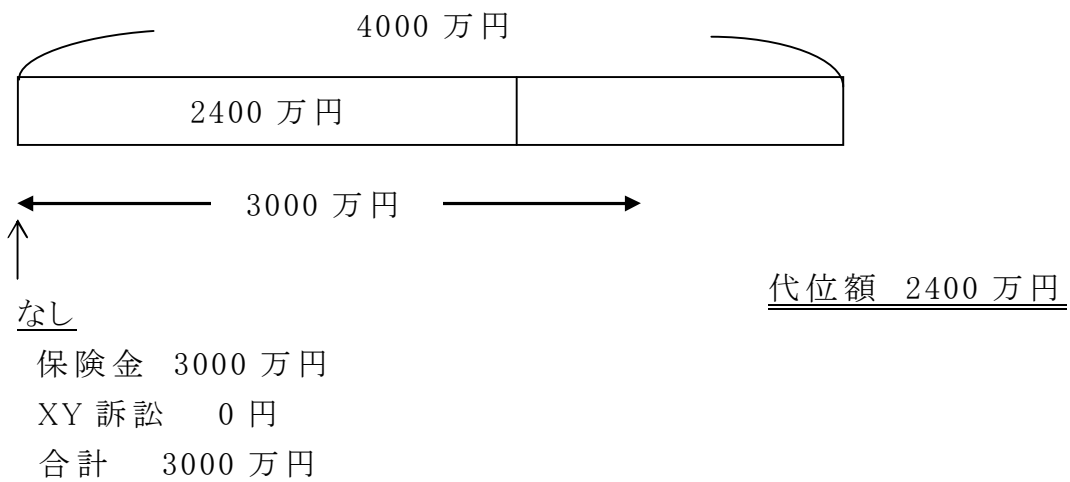 4000 万円
2400 万円
3000 万円
代位額 2400 万円
なし
保険金 3000 万円
XY 訴訟 0 円
合計 3000 万円